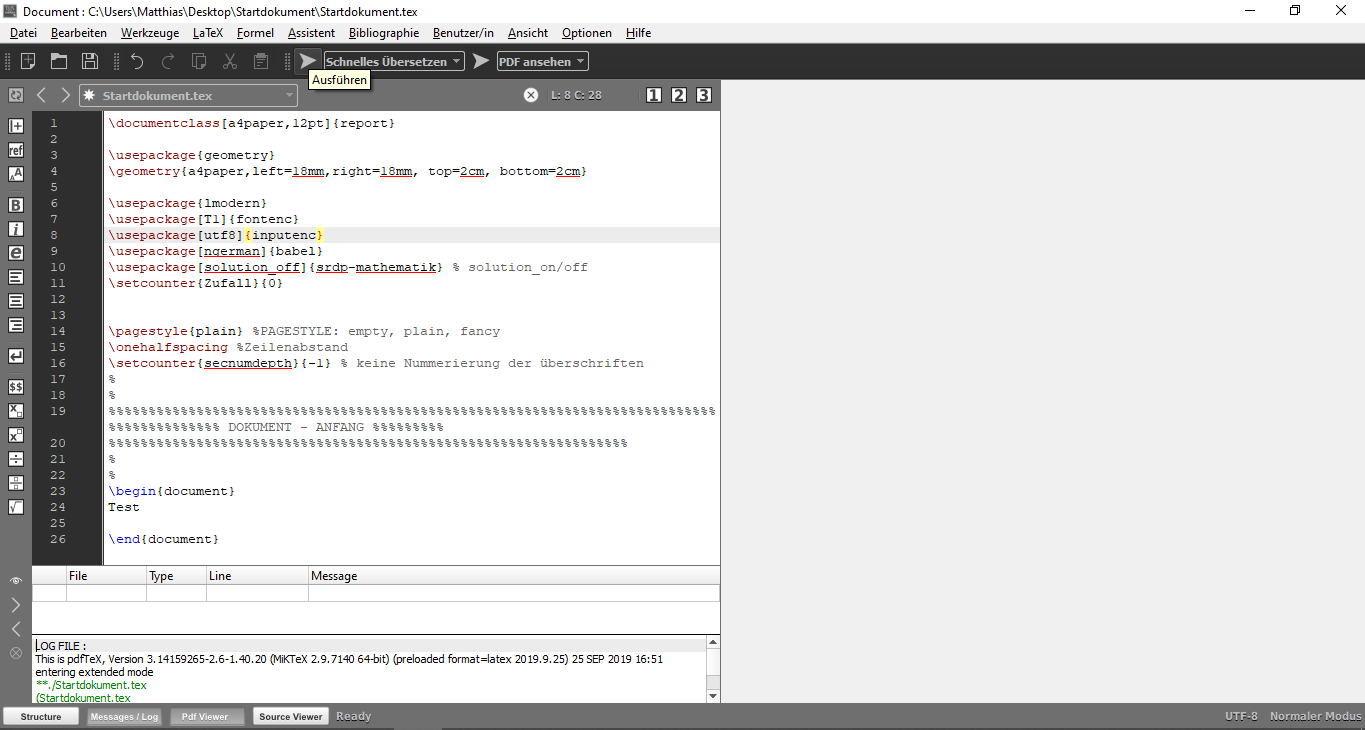 Document : C:\Users\Matthias\Desktop\Startdokument\Startdokument.tex
Datei Bearbeiten Werkzeuge LaTeX Formel Assistent Bibliographie Benutzer/in Ansicht Optionen Hilfe
Schnelles Übersetzen PDF ansehen
Ausführen
Startdokument.tex L: 8 C: 28 1 2 3
1 \documentclass[a4paper,12pt]{report}
2
3 \usepackage{geometry}
4 \geometry{a4paper,left=18mm,right=18mm, top=2cm, bottom=2cm}
5
6 \usepackage{lmodern}
7 \usepackage[T1]{fontenc}
8 \usepackage[utf8]{inputenc}
9 \usepackage[ngerman]{babel}
10 \usepackage[solution_off]{srdp-mathematik} % solution_on/off
11 \setcounter{Zufall}{0}
12
13
14 \pagestyle{plain} %PAGESTYLE: empty, plain, fancy
15 \onehalfspacing %Zeilenabstand
16 \setcounter{secnumdepth}{-1} % keine Nummerierung der überschriften
17 %
18 %
19 %%%%%%%%%%%%%%%%%%%%%%%%%%%%%%%%%%%%%%%%%%%%%%%%%%%%%%%%%%%%%%%%%%%%%%%%%%%%%%
%%%%%%%%%%%%%% DOKUMENT - ANFANG %%%%%%%%%
20 %%%%%%%%%%%%%%%%%%%%%%%%%%%%%%%%%%%%%%%%%%%%%%%%%%%%%%%%%%%%%%%%%
21 %
22 %
23 \begin{document}
24 Test
25
26 \end{document}
File Type Line Message
LOG FILE :
This is pdfTeX, Version 3.14159265-2.6-1.40.20 (MiKTeX 2.9.7140 64-bit) (preloaded format=latex 2019.9.25) 25 SEP 2019 16:51
entering extended mode
**./Startdokument.tex
(Startdokument.tex
Structure Messages / Log Pdf Viewer Source Viewer Ready UTF-8 Normaler Modus